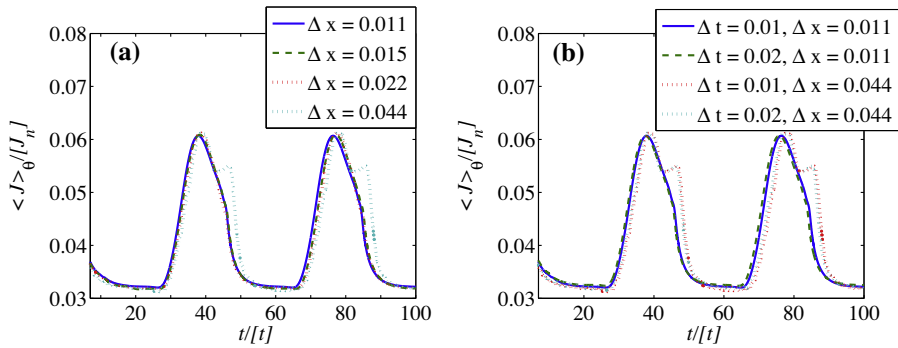 (a)
Δ x = 0.011
Δ x = 0.015
Δ x = 0.022
Δ x = 0.044
0.08
0.07
0.06
0.05
0.04
0.03
< J >θ/[Jn]
20 40 60 80 100
t/[t]
(b)
Δ t = 0.01, Δ x = 0.011
Δ t = 0.02, Δ x = 0.011
Δ t = 0.01, Δ x = 0.044
Δ t = 0.02, Δ x = 0.044
0.08
0.07
0.06
0.05
0.04
0.03
< J >θ/[Jn]
20 40 60 80 100
t/[t]